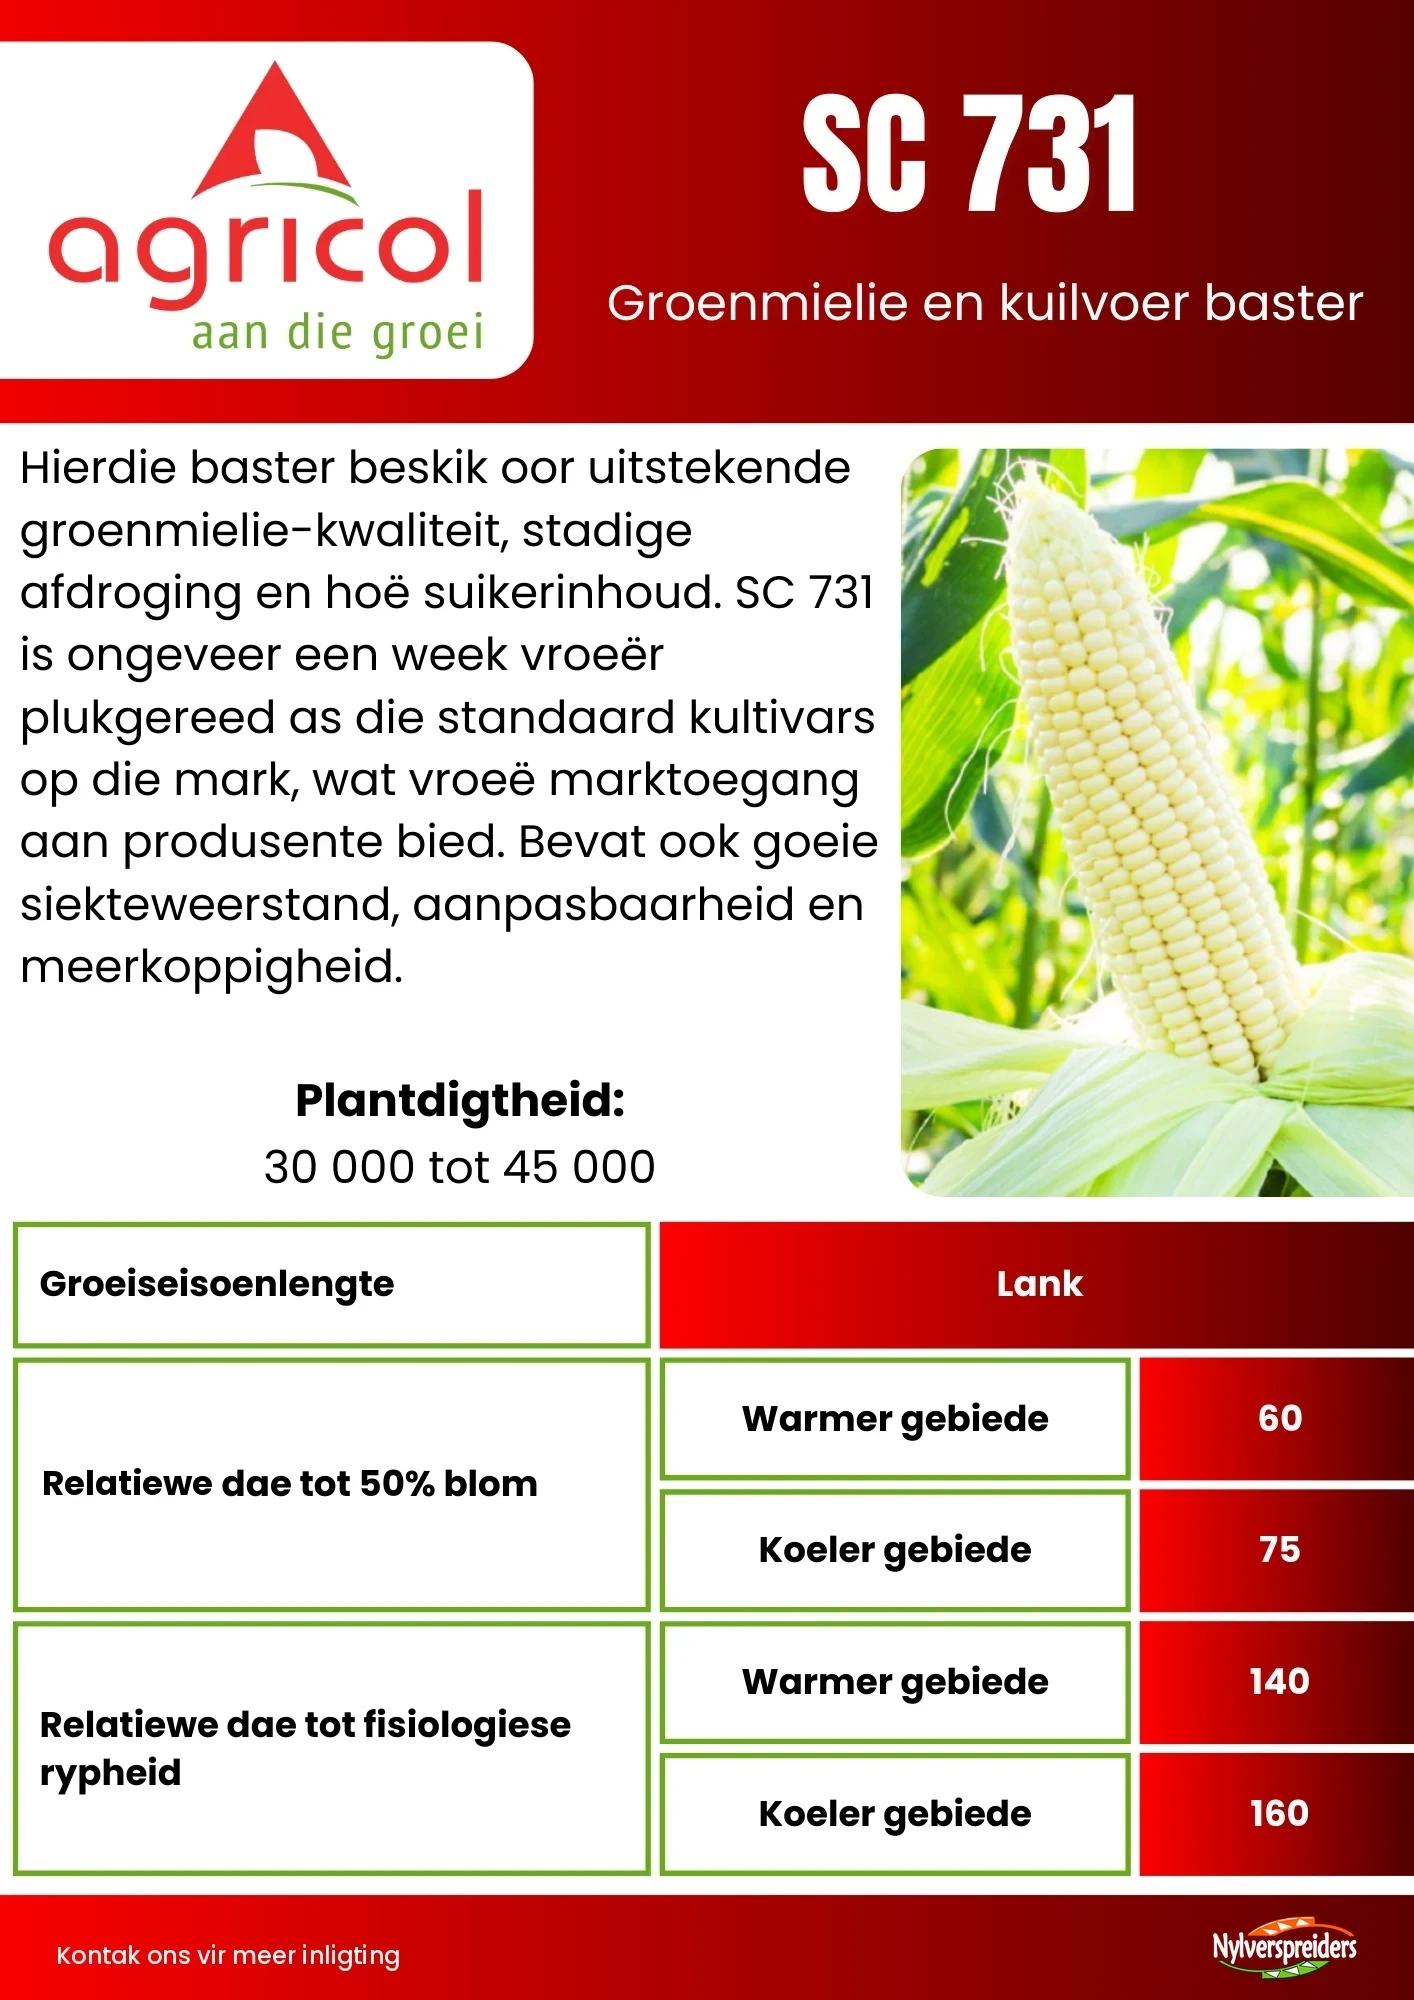 agricol
aan die groei
SC 731
Groenmielie en kuilvoer baster
Hierdie baster beskik oor uitstekende
groenmielie-kwaliteit, stadige
afdroging en hoë suikerinhoud. SC 731
is ongeveer een week vroeër
plukgereed as die standaard kultivars
op die mark, wat vroeë marktoegang
aan produsente bied. Bevat ook goeie
siekteweerstand, aanpasbaarheid en
meerkoppigheid.
Plantdigtheid:
30 000 tot 45 000
Groeiseisoenlengte
Lank
Relatiewe dae tot 50% blom
Warmer gebiede
60
Koeler gebiede
75
Relatiewe dae tot fisiologiese
rypheid
Warmer gebiede
140
Koeler gebiede
160
Kontak ons vir meer inligting
Nylverspreiders